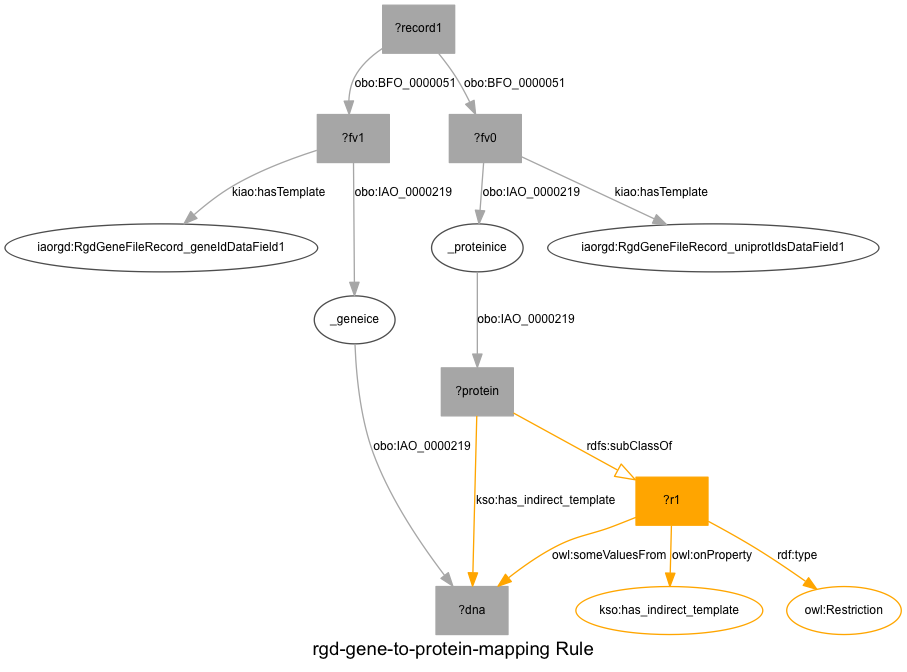 ?record1
obo:BFO_0000051
obo:BFO_0000051
?fv1
?fv0
kiao:hasTemplate
obo:IAO_0000219
obo:IAO_0000219
kiao:hasTemplate
iaorgd:RgdGeneFileRecord_geneIdDataField1
_proteinice
iaorgd:RgdGeneFileRecord_uniprotIdsDataField1
_geneice
obo:IAO_0000219
?protein
obo:IAO_0000219
rdfs:subClassOf
kso:has_indirect_template
?r1
owl:someValuesFrom
owl:onProperty
rdf:type
?dna
kso:has_indirect_template
owl:Restriction
rgd-gene-to-protein-mapping Rule